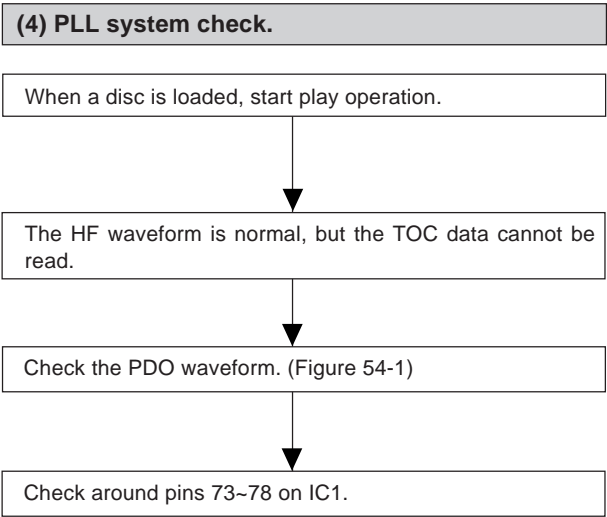 (4) PLL system check.
When a disc is loaded, start play operation.
The HF waveform is normal, but the TOC data cannot be
read.
Check the PDO waveform. (Figure 54-1)
Check around pins 73~78 on IC1.